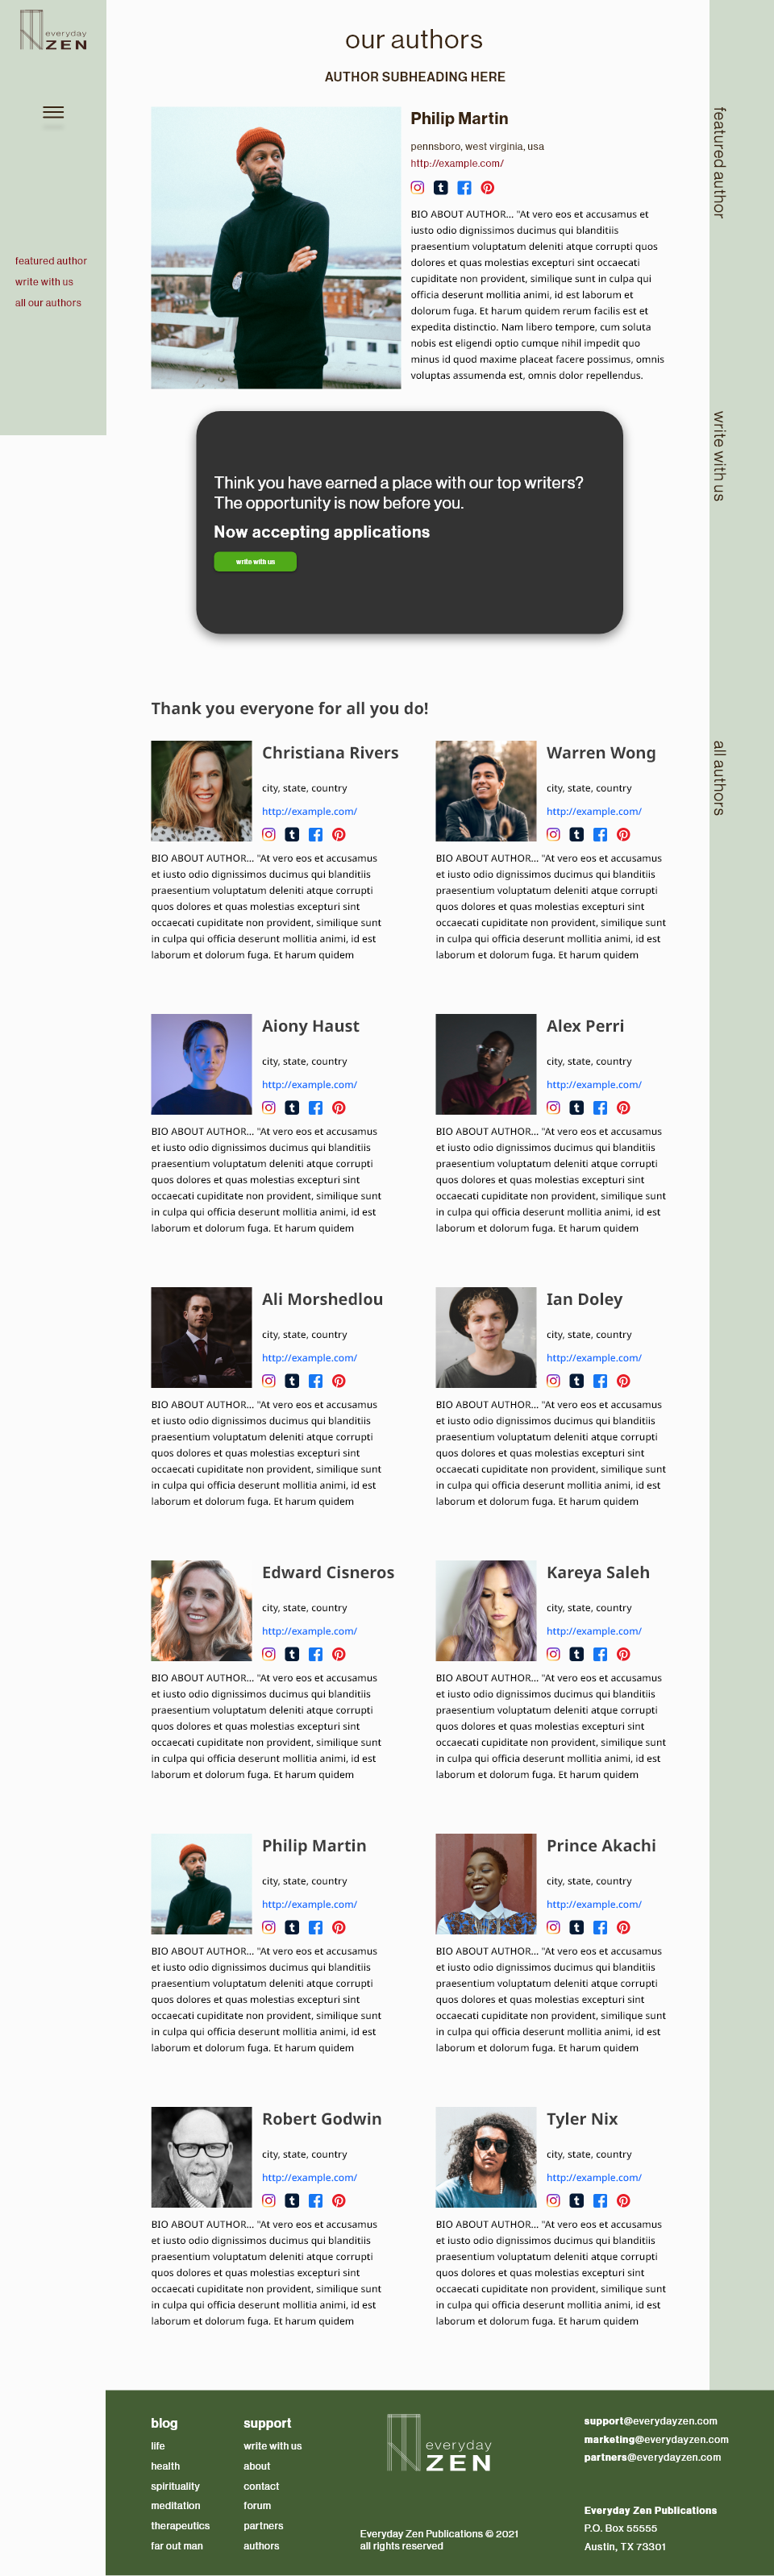 everyday
ZEN
featured author
write with us
all our authors
our authors
AUTHOR SUBHEADING HERE
Philip Martin
pennsboro, west virginia, usa
http://example.com/
BIO ABOUT AUTHOR... "At vero eos et accusamus et
iusto odio dignissimos ducimus qui blanditiis
praesentium voluptatum deleniti atque corrupti quos
dolores et quas molestias excepturi sint occaecati
cupiditate non provident, similique sunt in culpa qui
officia deserunt mollitia animi, id est laborum et
dolorum fuga. Et harum quidem rerum facilis est et
expedita distinctio. Nam libero tempore, cum soluta
nobis est eligendi optio cumque nihil impedit quo
minus id quod maxime placeat facere possimus, omnis
voluptas assumenda est, omnis dolor repellendus.
featured author
Think you have earned a place with our top writers?
The opportunity is now before you.
Now accepting applications
write with us
write with us
Thank you everyone for all you do!
all authors
Christiana Rivers
city, state, country
http://example.com/
BIO ABOUT AUTHOR... "At vero eos et accusamus
et iusto odio dignissimos ducimus qui blanditiis
praesentium voluptatum deleniti atque corrupti
quos dolores et quas molestias excepturi sint
occaecati cupiditate non provident, similique sunt
in culpa qui officia deserunt mollitia animi, id est
laborum et dolorum fuga. Et harum quidem
Warren Wong
city, state, country
http://example.com/
BIO ABOUT AUTHOR... "At vero eos et accusamus
et iusto odio dignissimos ducimus qui blanditiis
praesentium voluptatum deleniti atque corrupti
quos dolores et quas molestias excepturi sint
occaecati cupiditate non provident, similique sunt
in culpa qui officia deserunt mollitia animi, id est
laborum et dolorum fuga. Et harum quidem
Aiony Haust
city, state, country
http://example.com/
BIO ABOUT AUTHOR... "At vero eos et accusamus
et iusto odio dignissimos ducimus qui blanditiis
praesentium voluptatum deleniti atque corrupti
quos dolores et quas molestias excepturi sint
occaecati cupiditate non provident, similique sunt
in culpa qui officia deserunt mollitia animi, id est
laborum et dolorum fuga. Et harum quidem
Alex Perri
city, state, country
http://example.com/
BIO ABOUT AUTHOR... "At vero eos et accusamus
et iusto odio dignissimos ducimus qui blanditiis
praesentium voluptatum deleniti atque corrupti
quos dolores et quas molestias excepturi sint
occaecati cupiditate non provident, similique sunt
in culpa qui officia deserunt mollitia animi, id est
laborum et dolorum fuga. Et harum quidem
Ali Morshedlou
city, state, country
http://example.com/
BIO ABOUT AUTHOR... "At vero eos et accusamus
et iusto odio dignissimos ducimus qui blanditiis
praesentium voluptatum deleniti atque corrupti
quos dolores et quas molestias excepturi sint
occaecati cupiditate non provident, similique sunt
in culpa qui officia deserunt mollitia animi, id est
laborum et dolorum fuga. Et harum quidem
Ian Doley
city, state, country
http://example.com/
BIO ABOUT AUTHOR... "At vero eos et accusamus
et iusto odio dignissimos ducimus qui blanditiis
praesentium voluptatum deleniti atque corrupti
quos dolores et quas molestias excepturi sint
occaecati cupiditate non provident, similique sunt
in culpa qui officia deserunt mollitia animi, id est
laborum et dolorum fuga. Et harum quidem
Edward Cisneros
city, state, country
http://example.com/
BIO ABOUT AUTHOR... "At vero eos et accusamus
et iusto odio dignissimos ducimus qui blanditiis
praesentium voluptatum deleniti atque corrupti
quos dolores et quas molestias excepturi sint
occaecati cupiditate non provident, similique sunt
in culpa qui officia deserunt mollitia animi, id est
laborum et dolorum fuga. Et harum quidem
Kareya Saleh
city, state, country
http://example.com/
BIO ABOUT AUTHOR... "At vero eos et accusamus
et iusto odio dignissimos ducimus qui blanditiis
praesentium voluptatum deleniti atque corrupti
quos dolores et quas molestias excepturi sint
occaecati cupiditate non provident, similique sunt
in culpa qui officia deserunt mollitia animi, id est
laborum et dolorum fuga. Et harum quidem
Philip Martin
city, state, country
http://example.com/
BIO ABOUT AUTHOR... "At vero eos et accusamus
et iusto odio dignissimos ducimus qui blanditiis
praesentium voluptatum deleniti atque corrupti
quos dolores et quas molestias excepturi sint
occaecati cupiditate non provident, similique sunt
in culpa qui officia deserunt mollitia animi, id est
laborum et dolorum fuga. Et harum quidem
Prince Akachi
city, state, country
http://example.com/
BIO ABOUT AUTHOR... "At vero eos et accusamus
et iusto odio dignissimos ducimus qui blanditiis
praesentium voluptatum deleniti atque corrupti
quos dolores et quas molestias excepturi sint
occaecati cupiditate non provident, similique sunt
in culpa qui officia deserunt mollitia animi, id est
laborum et dolorum fuga. Et harum quidem
Robert Godwin
city, state, country
http://example.com/
BIO ABOUT AUTHOR... "At vero eos et accusamus
et iusto odio dignissimos ducimus qui blanditiis
praesentium voluptatum deleniti atque corrupti
quos dolores et quas molestias excepturi sint
occaecati cupiditate non provident, similique sunt
in culpa qui officia deserunt mollitia animi, id est
laborum et dolorum fuga. Et harum quidem
Tyler Nix
city, state, country
http://example.com/
BIO ABOUT AUTHOR... "At vero eos et accusamus
et iusto odio dignissimos ducimus qui blanditiis
praesentium voluptatum deleniti atque corrupti
quos dolores et quas molestias excepturi sint
occaecati cupiditate non provident, similique sunt
in culpa qui officia deserunt mollitia animi, id est
laborum et dolorum fuga. Et harum quidem
blog
life
health
spirituality
meditation
therapeutics
far out man
support
write with us
about
contact
forum
partners
authors
everyday
ZEN
Everyday Zen Publications © 2021
all rights reserved
support@everydayzen.com
marketing@everydayzen.com
partners@everydayzen.com
Everyday Zen Publications
P.O. Box 55555
Austin, TX 73301